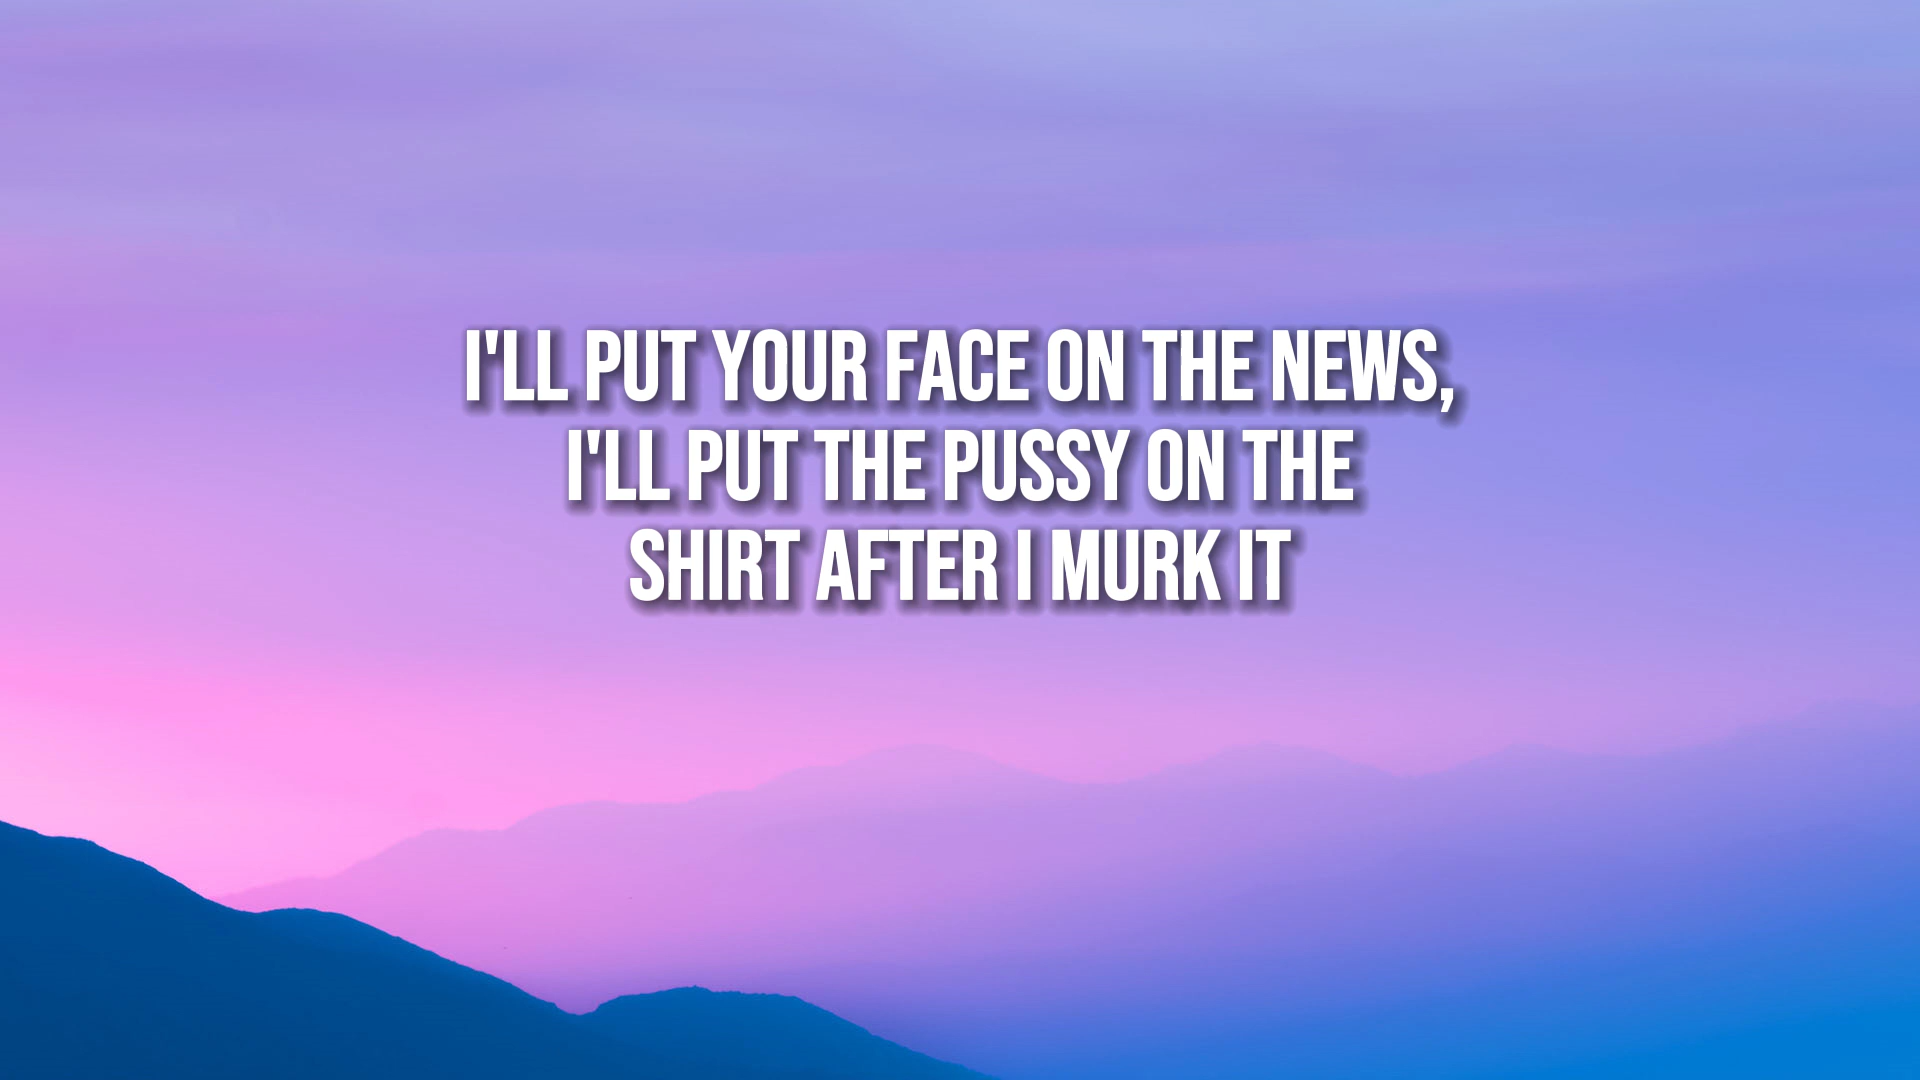 I'LL PUT YOUR FACE ON THE NEWS,
I'LL PUT THE PUSSY ON THE
SHIRT AFTER I MURK IT